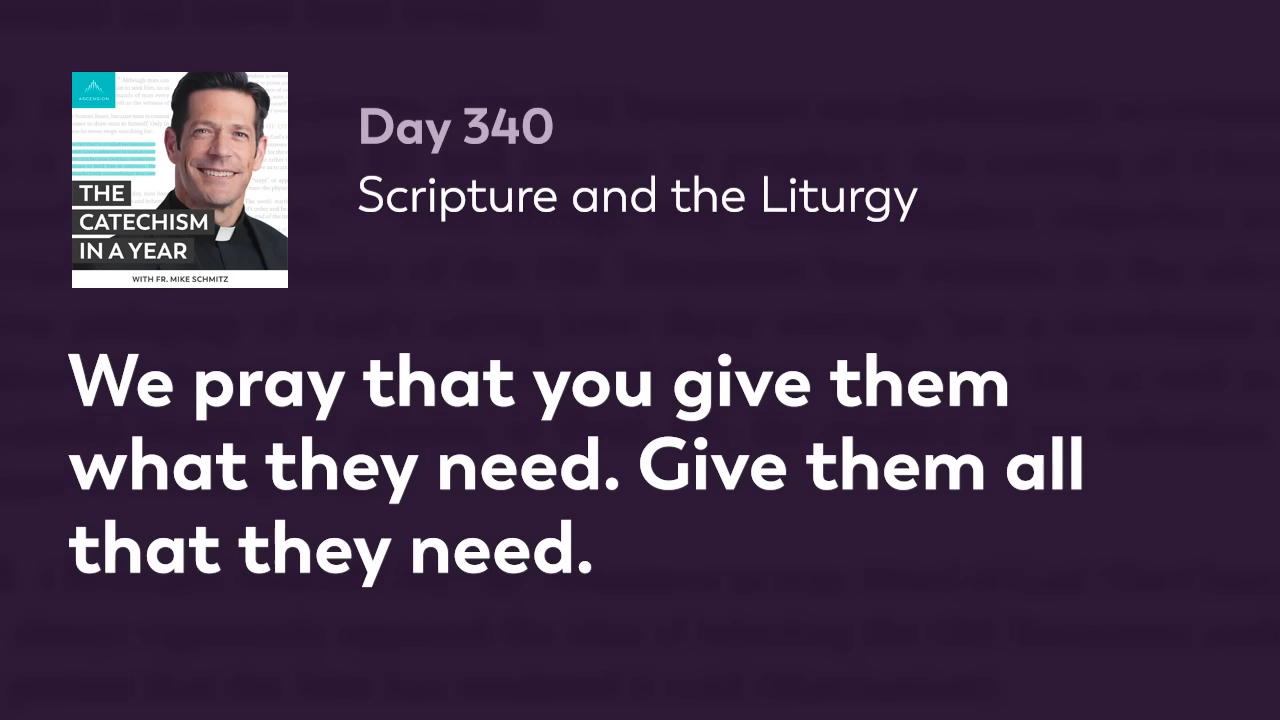 ASCENSION
THE
CATECHISM
IN A YEAR
WITH FR. MIKE SCHMITZ
Day 340
Scripture and the Liturgy
We pray that you give them
what they need. Give them all
that they need.